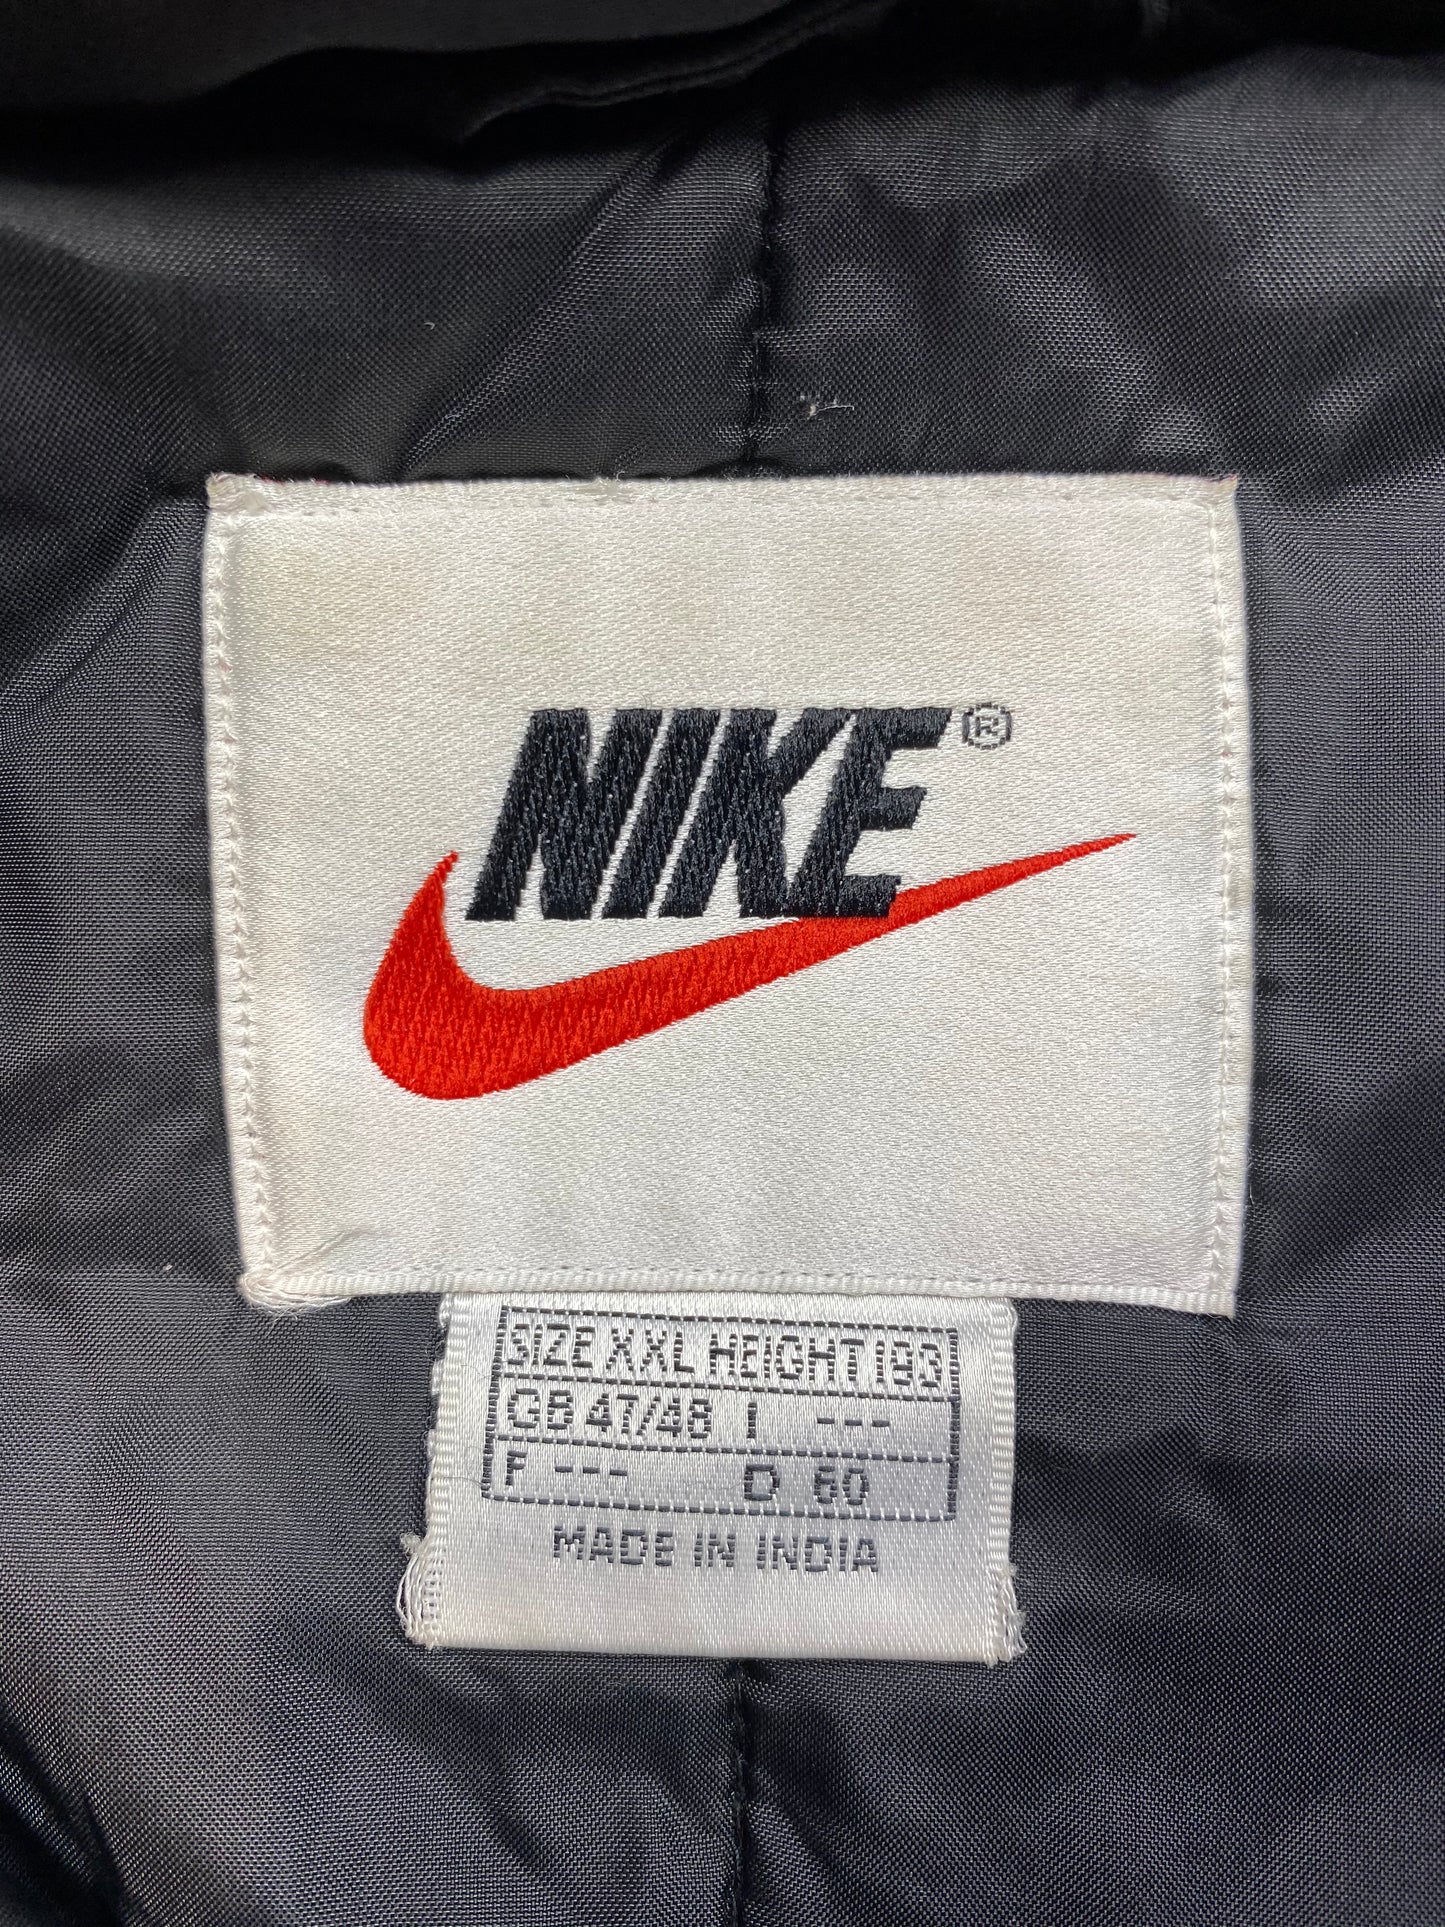 NIKE®
SIZE XXL HEIGHT 193
GB 47/48 I ---
F --- D 60
MADE IN INDIA